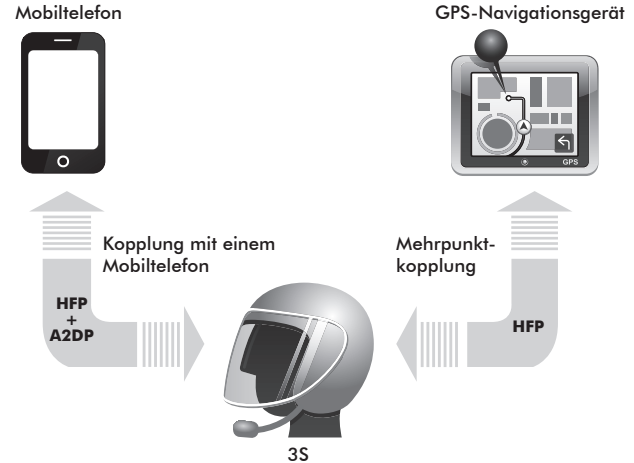 Mobiltelefon
GPS-Navigationsgerät
GPS
Kopplung mit einem
Mobiltelefon
Mehrpunkt-
kopplung
HFP
+
A2DP
HFP
3S